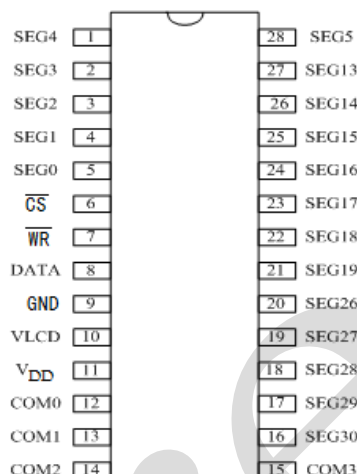 SEG4 1 28 SEG5
SEG3 2 27 SEG13
SEG2 3 26 SEG14
SEG1 4 25 SEG15
SEG0 5 24 SEG16
C̅S̅ 6 23 SEG17
W̅R̅ 7 22 SEG18
DATA 8 21 SEG19
GND 9 20 SEG26
VLCD 10 19 SEG27
VDD 11 18 SEG28
COM0 12 17 SEG29
COM1 13 16 SEG30
COM2 14 15 COM3